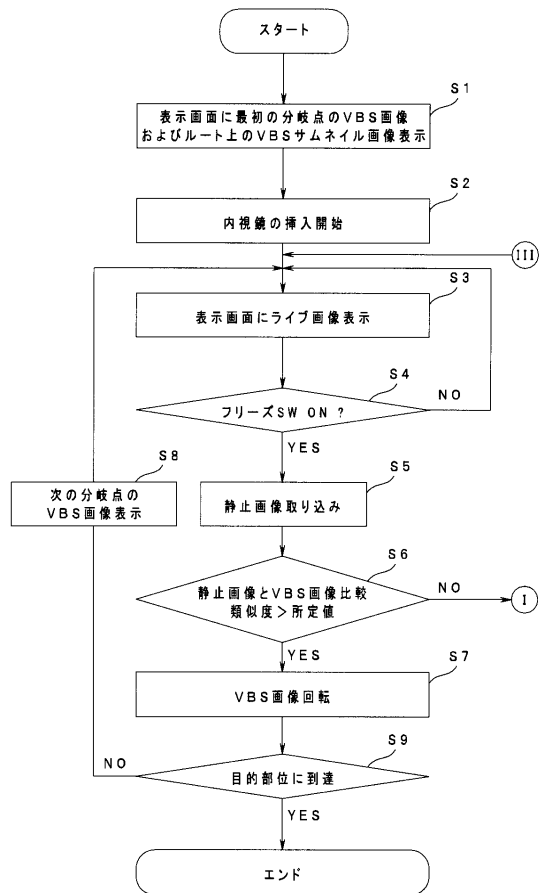 スタート
S1
表示画面に最初の分岐点のVBS画像
およびルート上のVBSサムネイル画像表示
S2
内視鏡の挿入開始
III
S3
表示画面にライブ画像表示
S4
フリーズSW ON ?
NO
YES
S8
次の分岐点の
VBS画像表示
S5
静止画像取り込み
S6
静止画像とVBS画像比較
類似度>所定値
NO
I
YES
S7
VBS画像回転
S9
目的部位に到達
NO
YES
エンド